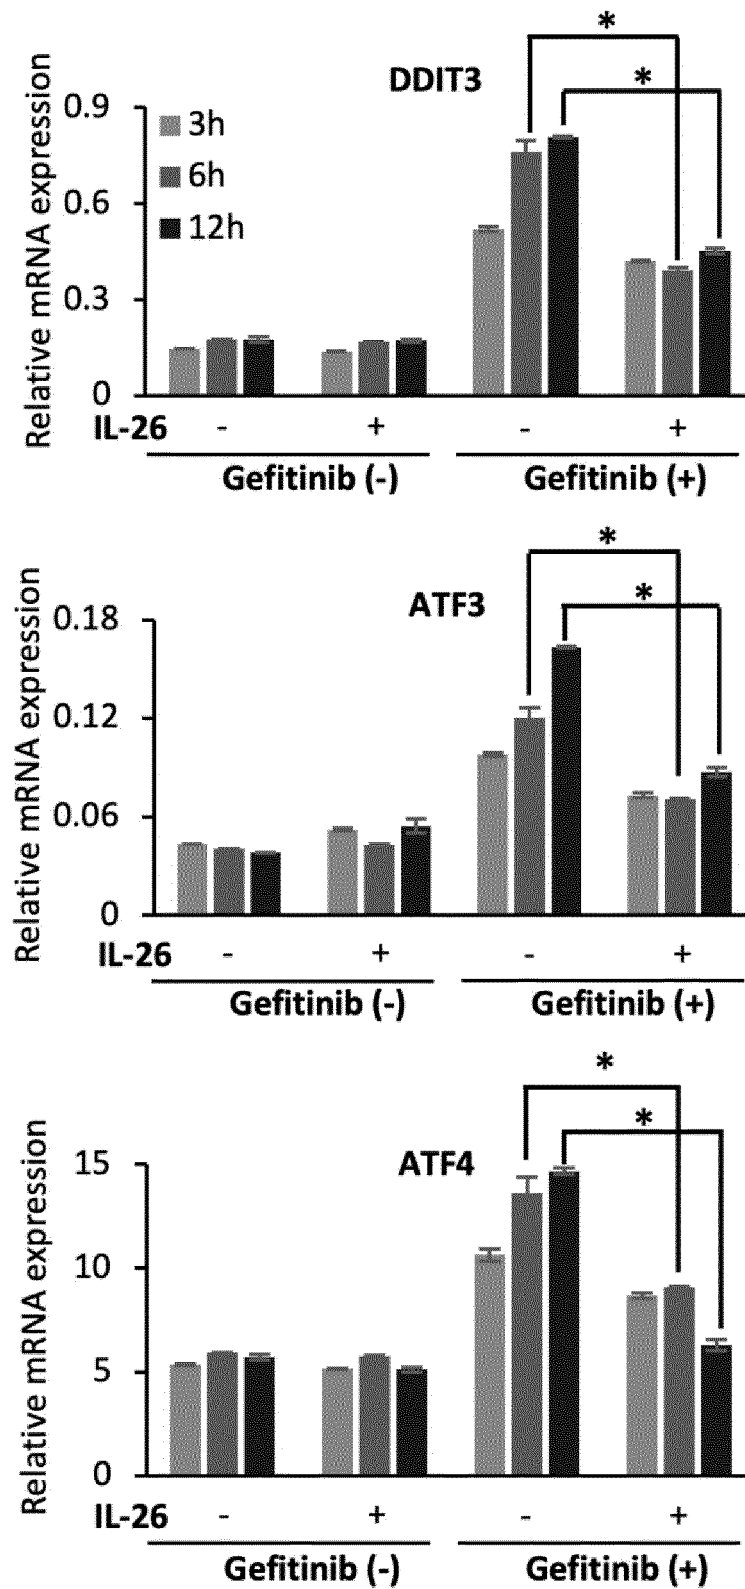 *
DDIT3
*
Relative mRNA expression
0.9
0.6
0.3
0
3h
6h
12h
IL-26 - + - +
Gefitinib (-) Gefitinib (+)
*
ATF3
*
Relative mRNA expression
0.18
0.12
0.06
0
IL-26 - + - +
Gefitinib (-) Gefitinib (+)
*
ATF4
*
Relative mRNA expression
15
10
5
0
IL-26 - + - +
Gefitinib (-) Gefitinib (+)